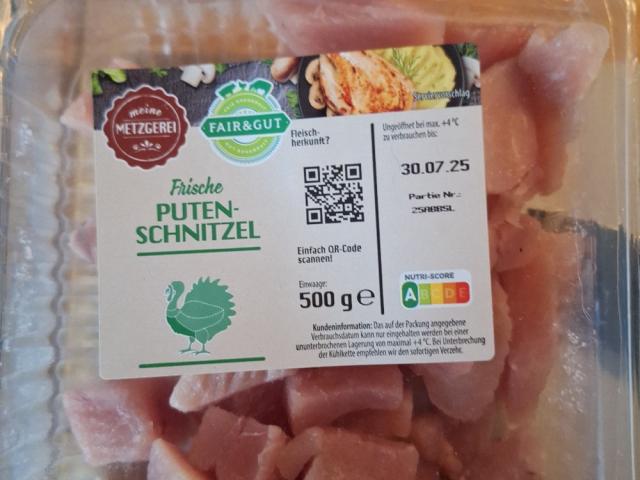 Serviervorschlag
meine
METZGEREI
FAIR&GUT
Frische
PUTEN-
SCHNITZEL
Fleisch-
herkunft?
Einfach QR-Code
scannen!
Einwaage:
500 g e
Ungeöffnet bei max. +4 °C
zu verbrauchen bis:
30.07.25
Partie Nr.:
NUTRI-SCORE
A B C D E
Kundeninformation: Das auf der Packung angegebene
Verbrauchsdatum kann nur eingehalten werden bei einer
ununterbrochenen Lagerung von maximal +4 °C. Bei Unterbrechung
der Kühlkette empfehlen wir den sofortigen Verzehr.